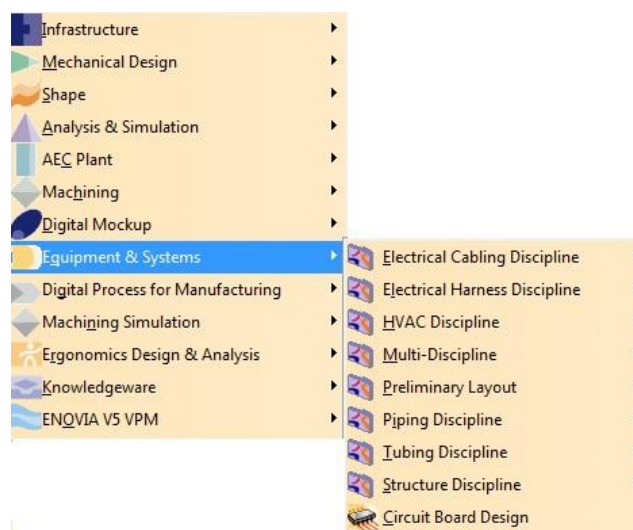 Infrastructure
Mechanical Design
Shape
Analysis & Simulation
AEC Plant
Machining
Digital Mockup
Equipment & Systems
Digital Process for Manufacturing
Machining Simulation
Ergonomics Design & Analysis
Knowledgeware
ENOVIA V5 VPM
Electrical Cabling Discipline
Electrical Harness Discipline
HVAC Discipline
Multi-Discipline
Preliminary Layout
Piping Discipline
Tubing Discipline
Structure Discipline
Circuit Board Design